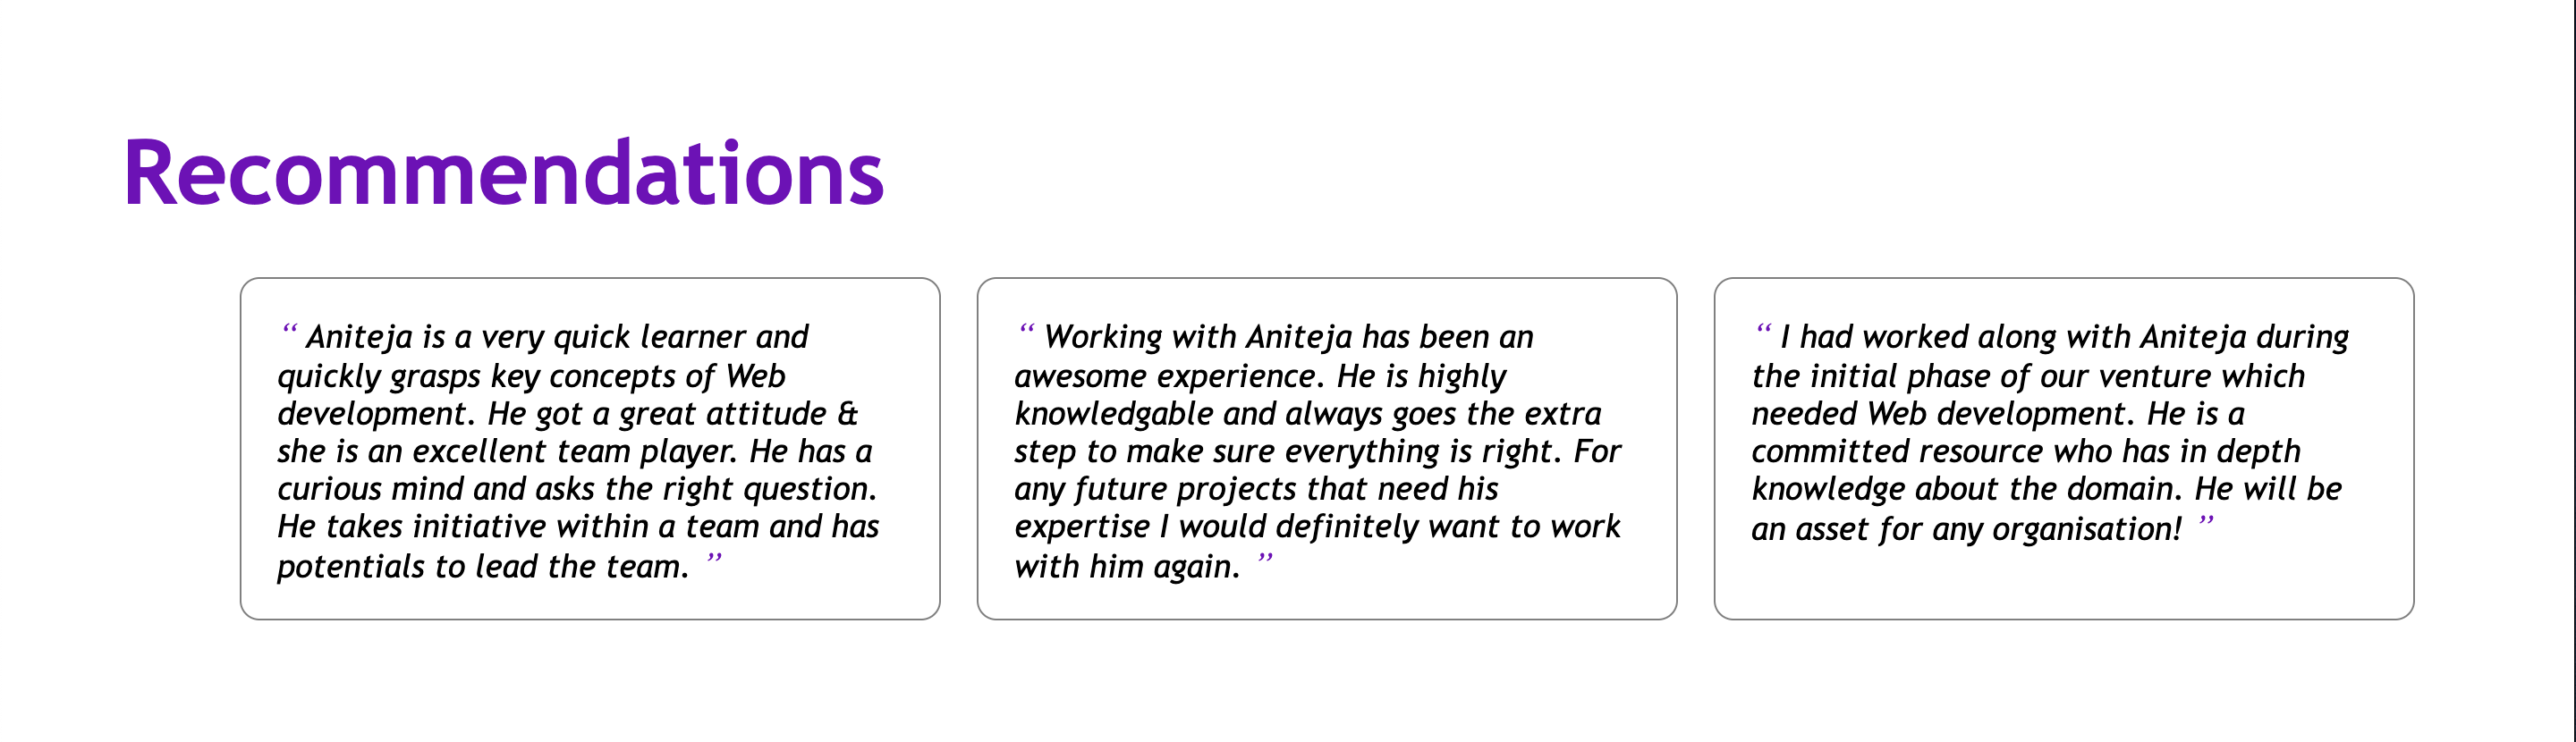 Recommendations
“ Aniteja is a very quick learner and
quickly grasps key concepts of Web
development. He got a great attitude &
she is an excellent team player. He has a
curious mind and asks the right question.
He takes initiative within a team and has
potentials to lead the team. ”
“ Working with Aniteja has been an
awesome experience. He is highly
knowledgable and always goes the extra
step to make sure everything is right. For
any future projects that need his
expertise I would definitely want to work
with him again. ”
“ I had worked along with Aniteja during
the initial phase of our venture which
needed Web development. He is a
committed resource who has in depth
knowledge about the domain. He will be
an asset for any organisation! ”